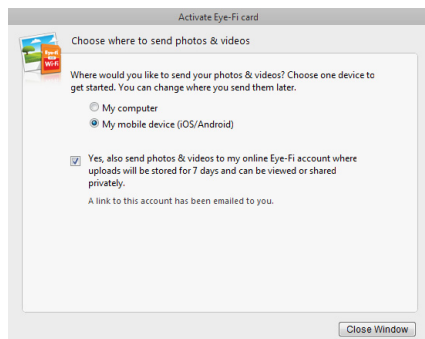 Activate Eye-Fi card
Choose where to send photos & videos
Eye-Fi
Wi-Fi
Where would you like to send your photos & videos? Choose one device to
get started. You can change where you send them later.
My computer
My mobile device (iOS/Android)
Yes, also send photos & videos to my online Eye-Fi account where
uploads will be stored for 7 days and can be viewed or shared
privately.
A link to this account has been emailed to you.
Close Window